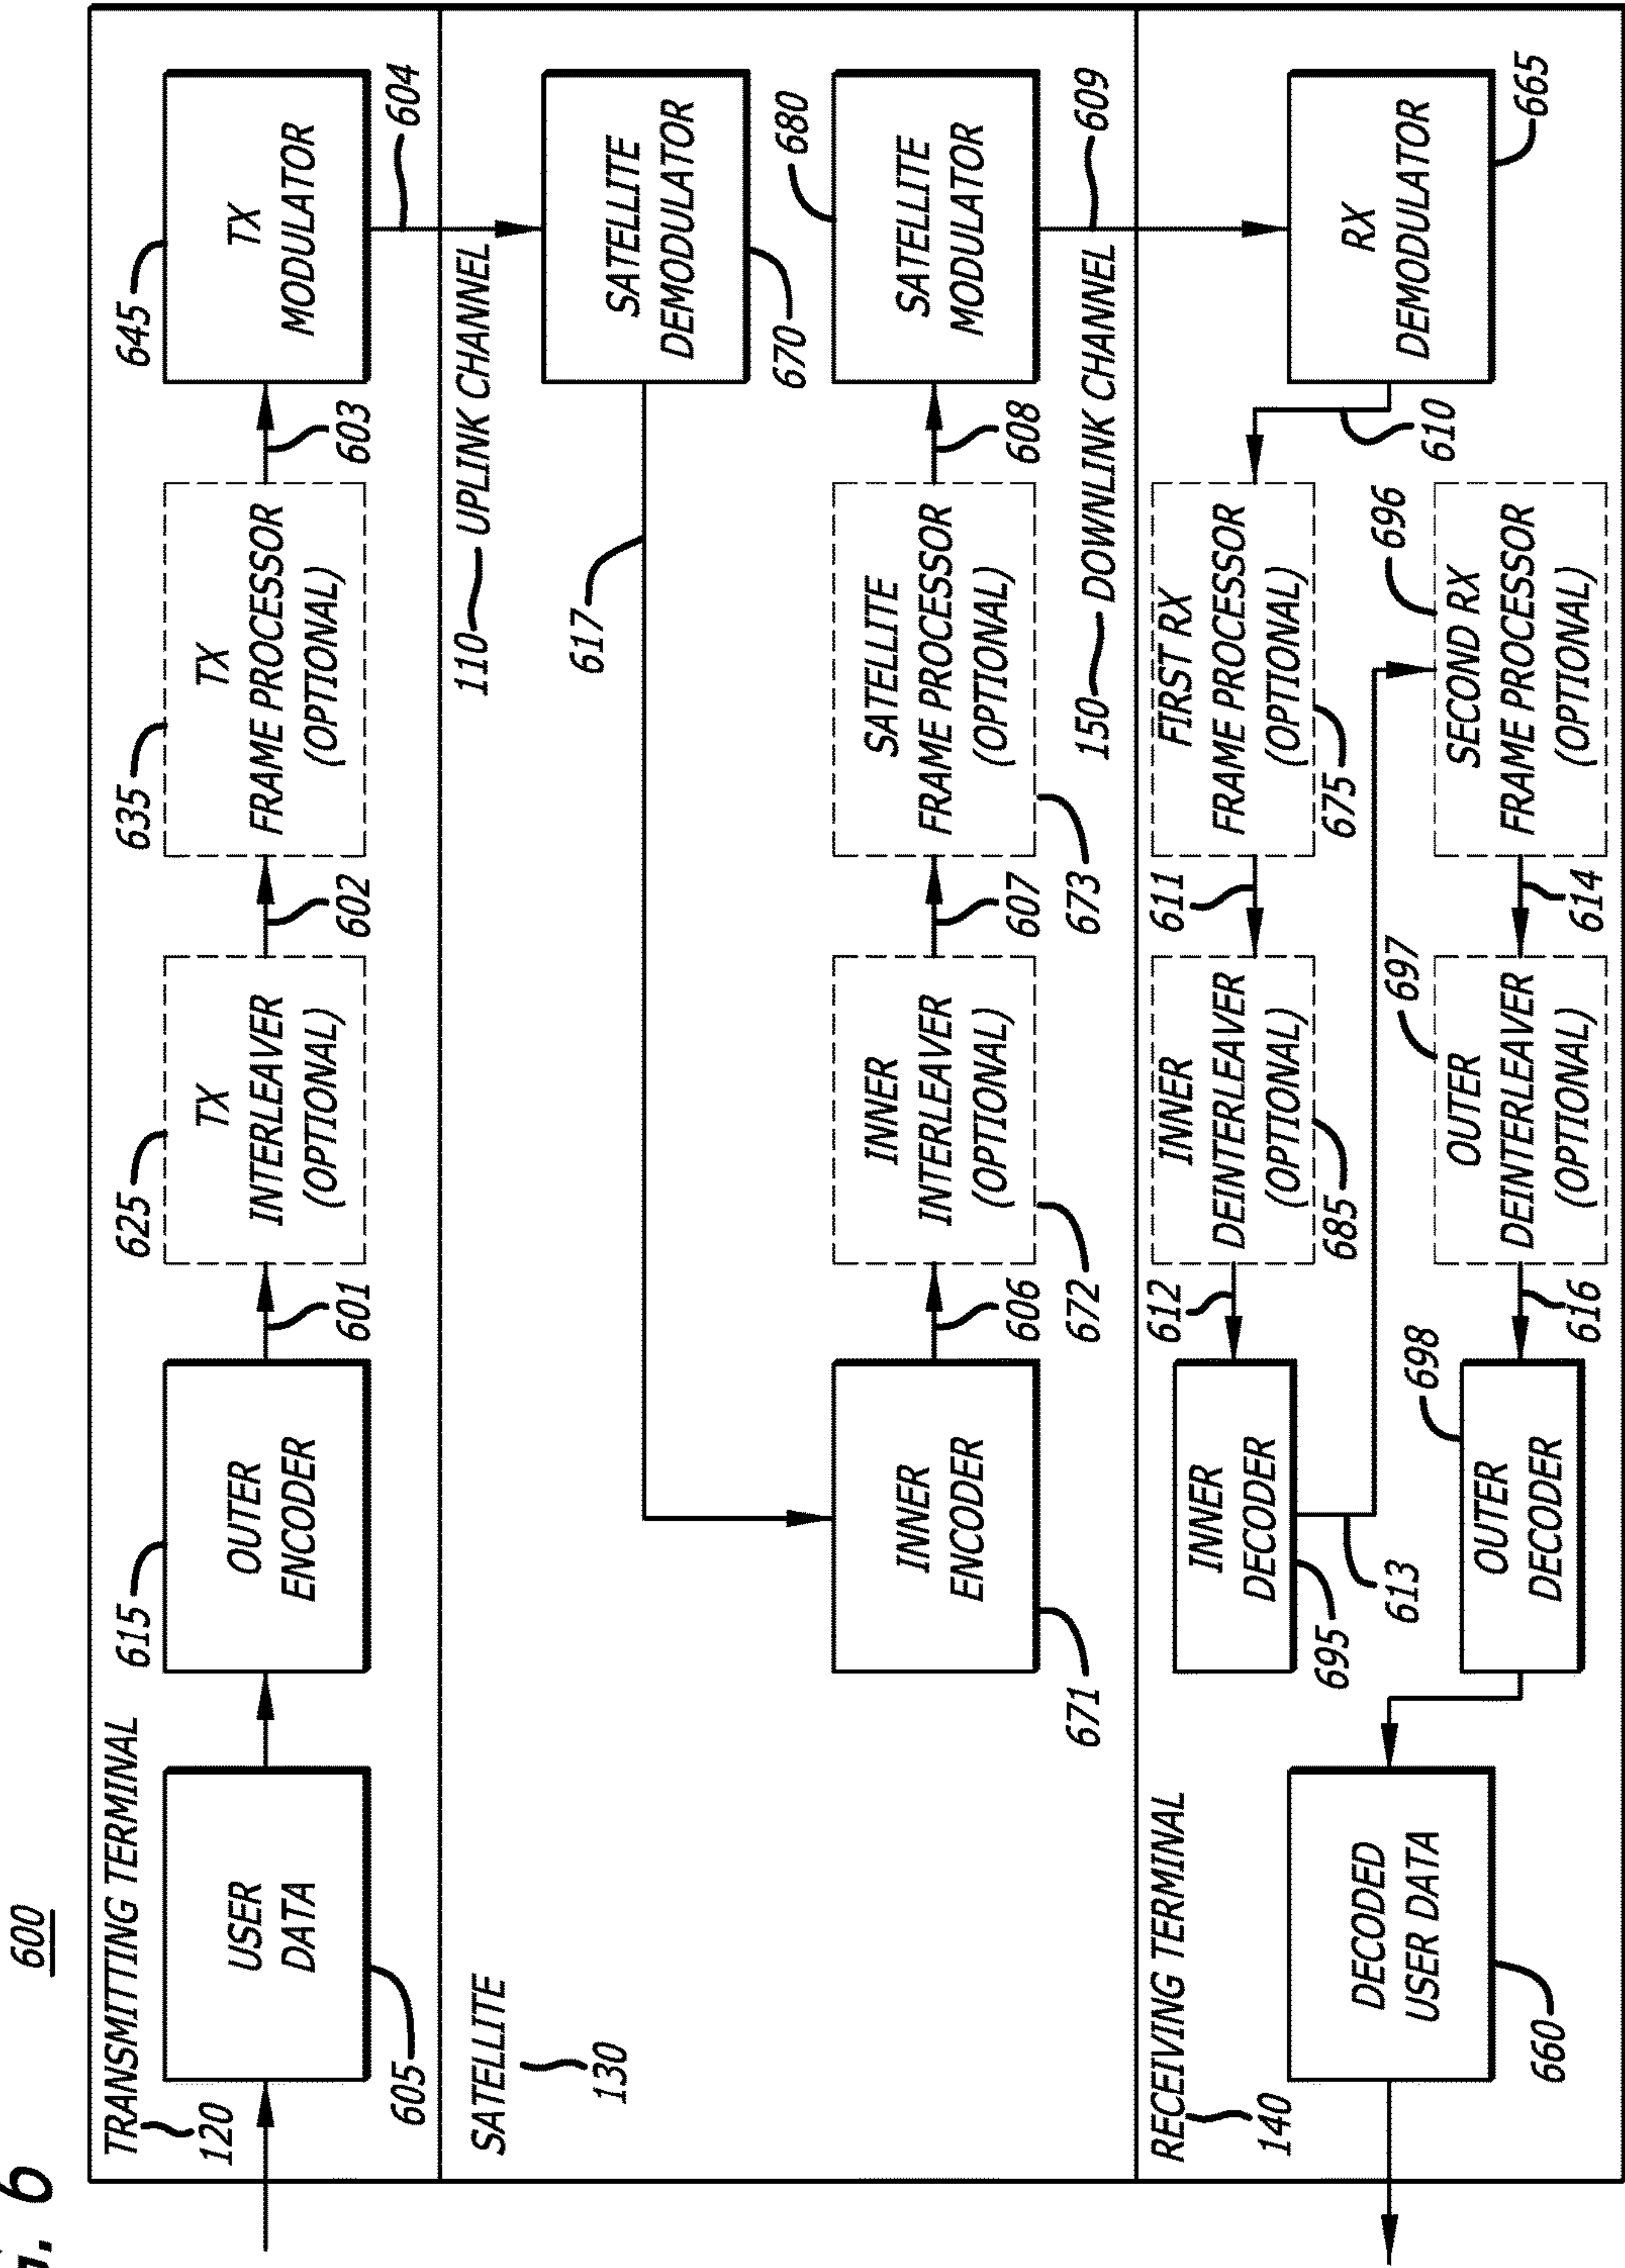 G. 6
600
TRANSMITTING TERMINAL
120
USER
DATA
605
615
OUTER
ENCODER
601
625
TX
INTERLEAVER
(OPTIONAL)
602
635
TX
FRAME PROCESSOR
(OPTIONAL)
603
645
TX
MODULATOR
604
110
UPLINK CHANNEL
SATELLITE
130
617
SATELLITE
DEMODULATOR
670
INNER
ENCODER
671
606
INNER
INTERLEAVER
(OPTIONAL)
672
607
SATELLITE
FRAME PROCESSOR
(OPTIONAL)
673
608
680
SATELLITE
MODULATOR
609
150
DOWNLINK CHANNEL
RECEIVING TERMINAL
140
RX
DEMODULATOR
665
610
FIRST RX
FRAME PROCESSOR
(OPTIONAL)
675
611
INNER
DEINTERLEAVER
(OPTIONAL)
685
612
INNER
DECODER
695
613
696
SECOND RX
FRAME PROCESSOR
(OPTIONAL)
614
697
OUTER
DEINTERLEAVER
(OPTIONAL)
616
698
OUTER
DECODER
DECODED
USER DATA
660